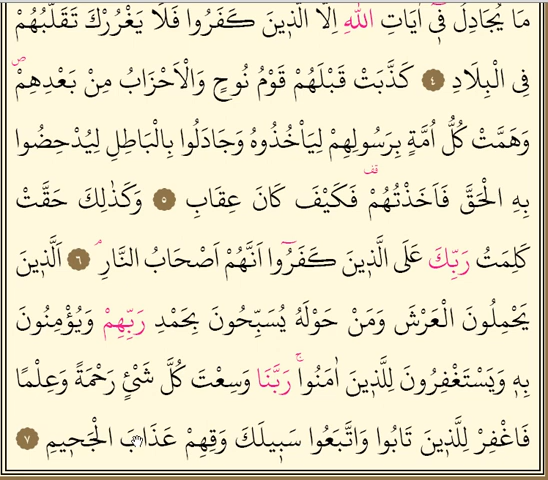 مَا يُجَادِلُ فٖٓي اٰيَاتِ اللّٰهِ اِلَّا الَّذٖينَ كَفَرُوا فَلَا يَغْرُرْكَ تَقَلُّبُهُمْ
فِي الْبِلَادِ ﴿٤﴾ كَذَّبَتْ قَبْلَهُمْ قَوْمُ نُوحٍ وَالْاَحْزَابُ مِنْ بَعْدِهِمْ ۖ
وَهَمَّتْ كُلُّ اُمَّةٍ بِرَسُولِهِمْ لِيَأْخُذُوهُ وَجَادَلُوا بِالْبَاطِلِ لِيُدْحِضُوا
بِهِ الْحَقَّ فَاَخَذْتُهُمْ قف فَكَيْفَ كَانَ عِقَابِ ﴿٥﴾ وَكَذٰلِكَ حَقَّتْ
كَلِمَتُ رَبِّكَ عَلَى الَّذٖينَ كَفَرُٓوا اَنَّهُمْ اَصْحَابُ النَّارِۘ ﴿٦﴾ اَلَّذٖينَ
يَحْمِلُونَ الْعَرْشَ وَمَنْ حَوْلَهُ يُسَبِّحُونَ بِحَمْدِ رَبِّهِمْ وَيُؤْمِنُونَ
بِهٖ وَيَسْتَغْفِرُونَ لِلَّذٖينَ اٰمَنُواۚ رَبَّنَا وَسِعْتَ كُلَّ شَيْءٍ رَحْمَةً وَعِلْمًا
فَاغْفِرْ لِلَّذٖينَ تَابُوا وَاتَّبَعُوا سَبٖيلَكَ وَقِهِمْ عَذَابَ الْجَحٖيمِ ﴿٧﴾